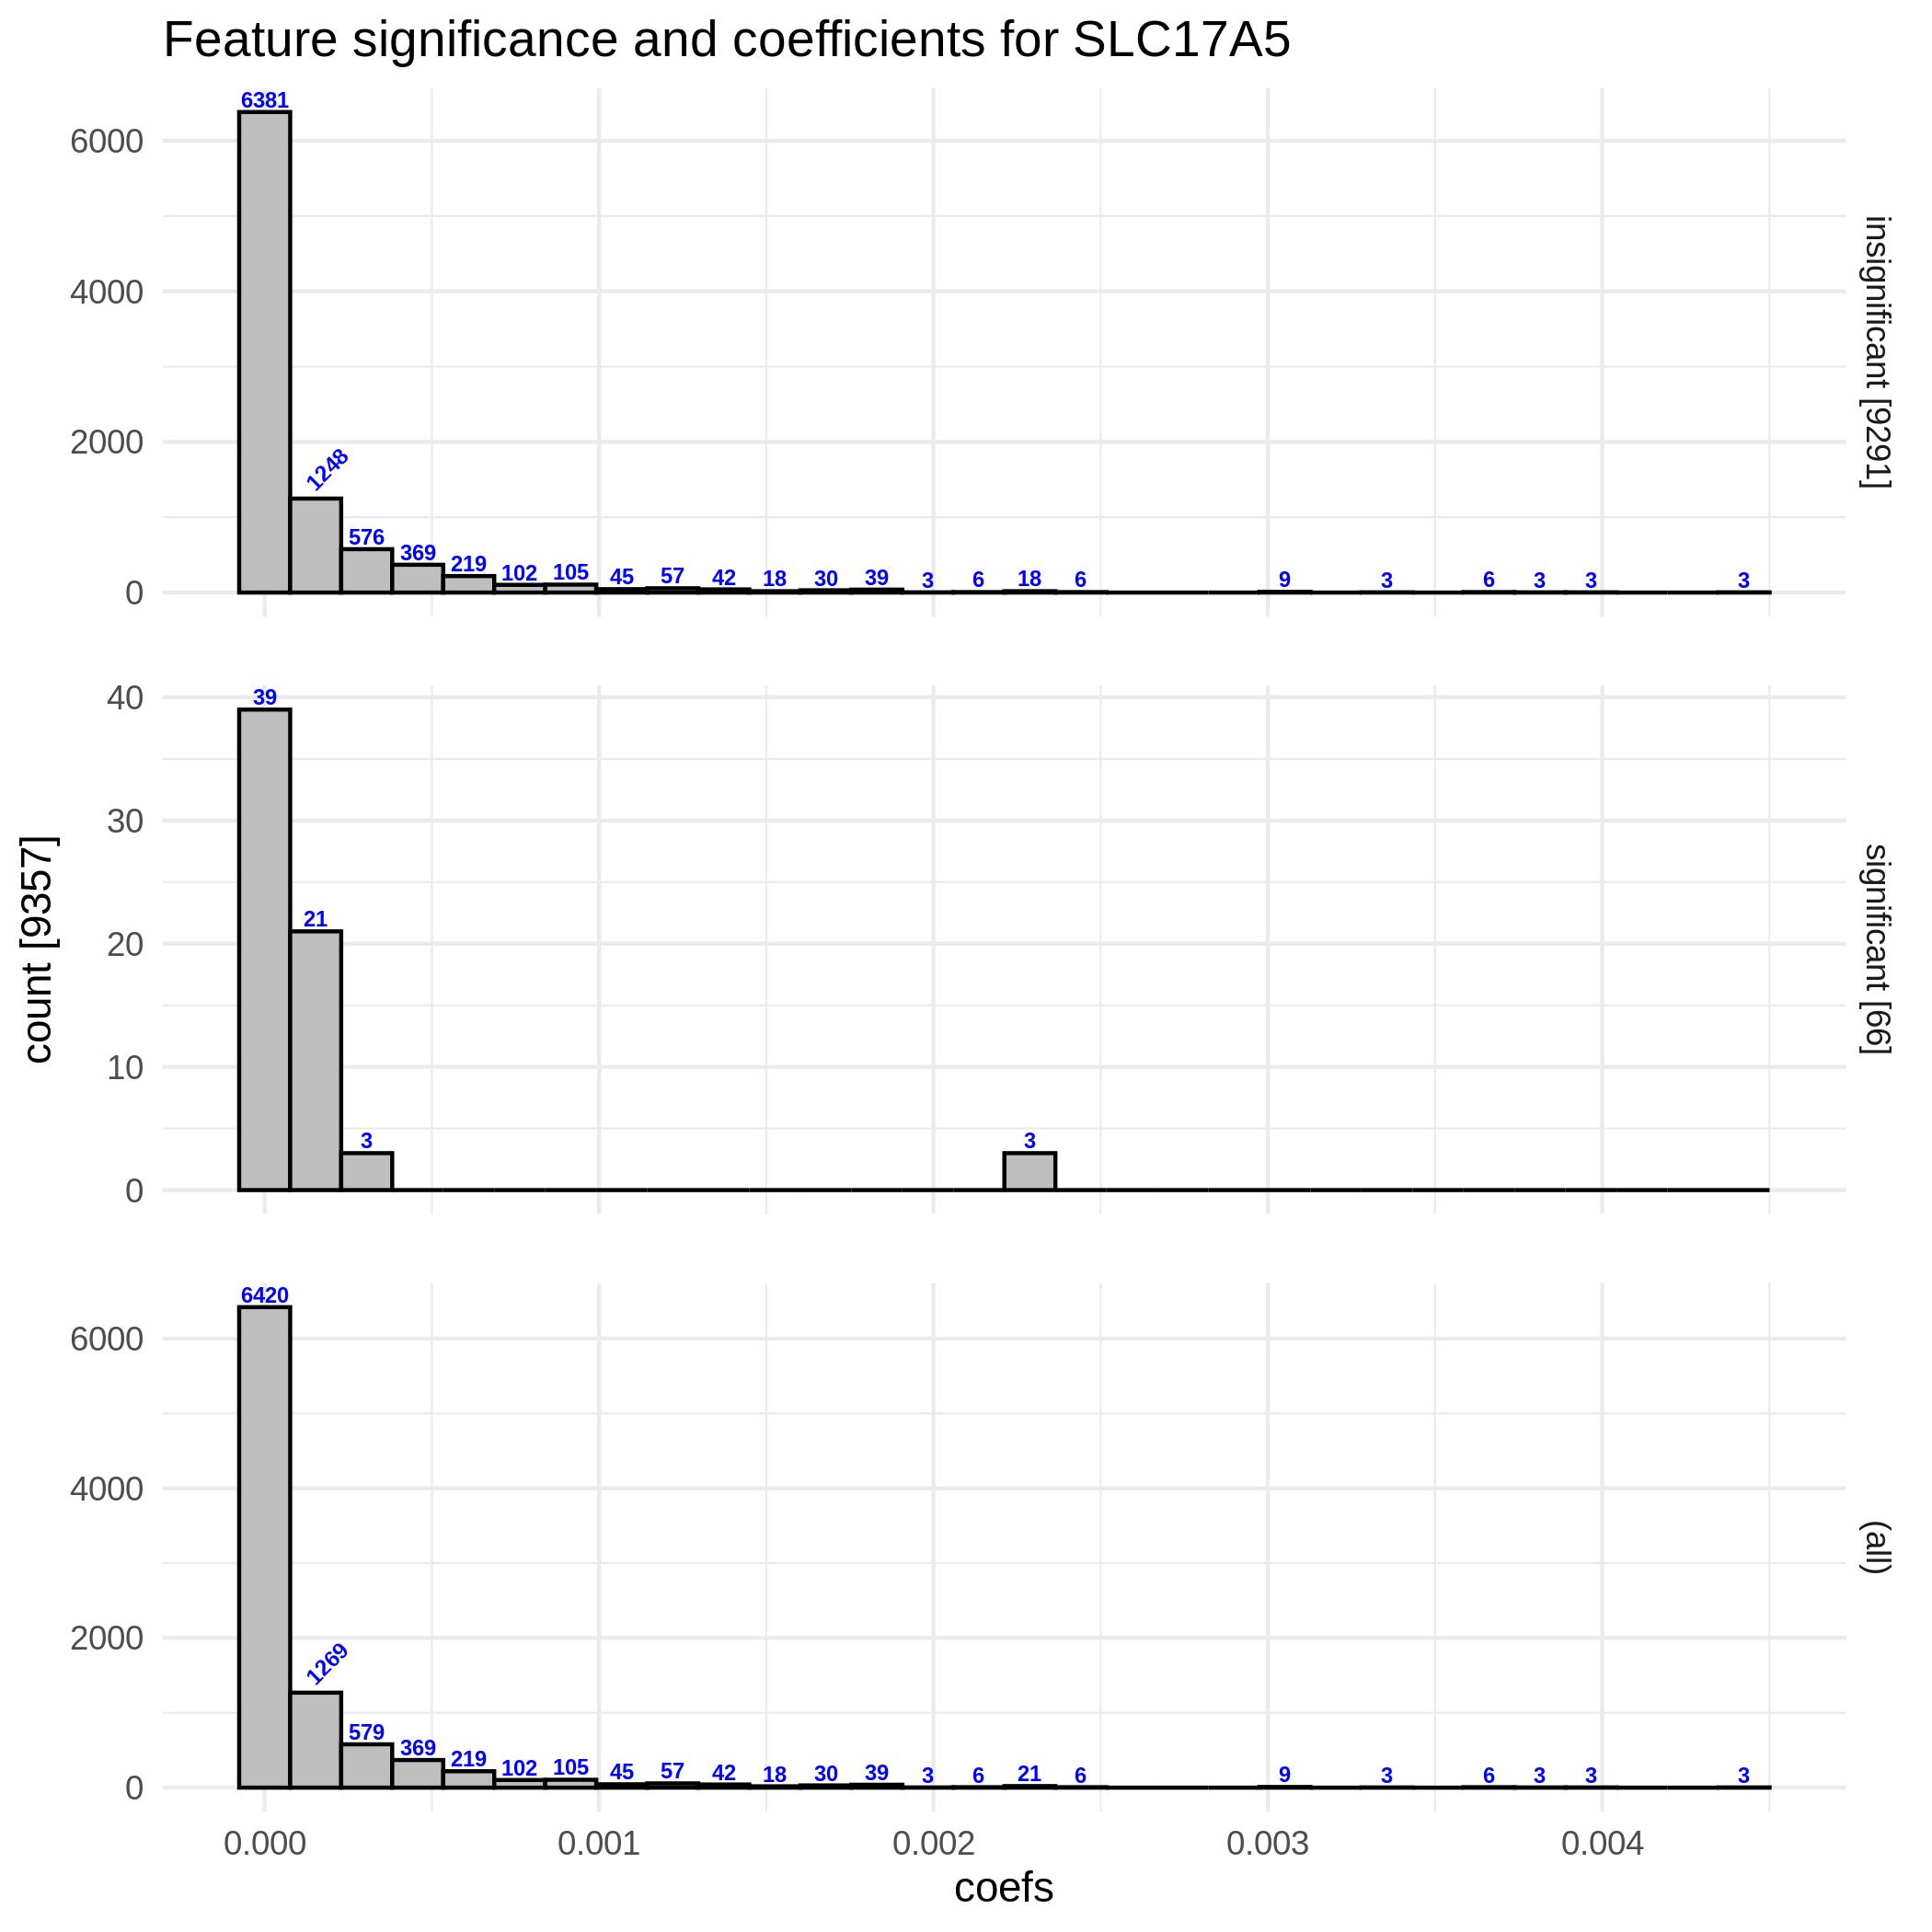 Feature significance and coefficients for SLC17A5
6381
6000
4000
2000
0
1248
576 369 219 102 105 45 57 42 18 30 39 3 6 18 6 9 3 6 3 3 3
insignificant [9291]
40
30
20
10
0
39
21
3 3
significant [66]
count [9357]
6420
6000
4000
2000
0
1269
579 369 219 102 105 45 57 42 18 30 39 3 6 21 6 9 3 6 3 3 3
(all)
0.000 0.001 0.002 0.003 0.004
coefs